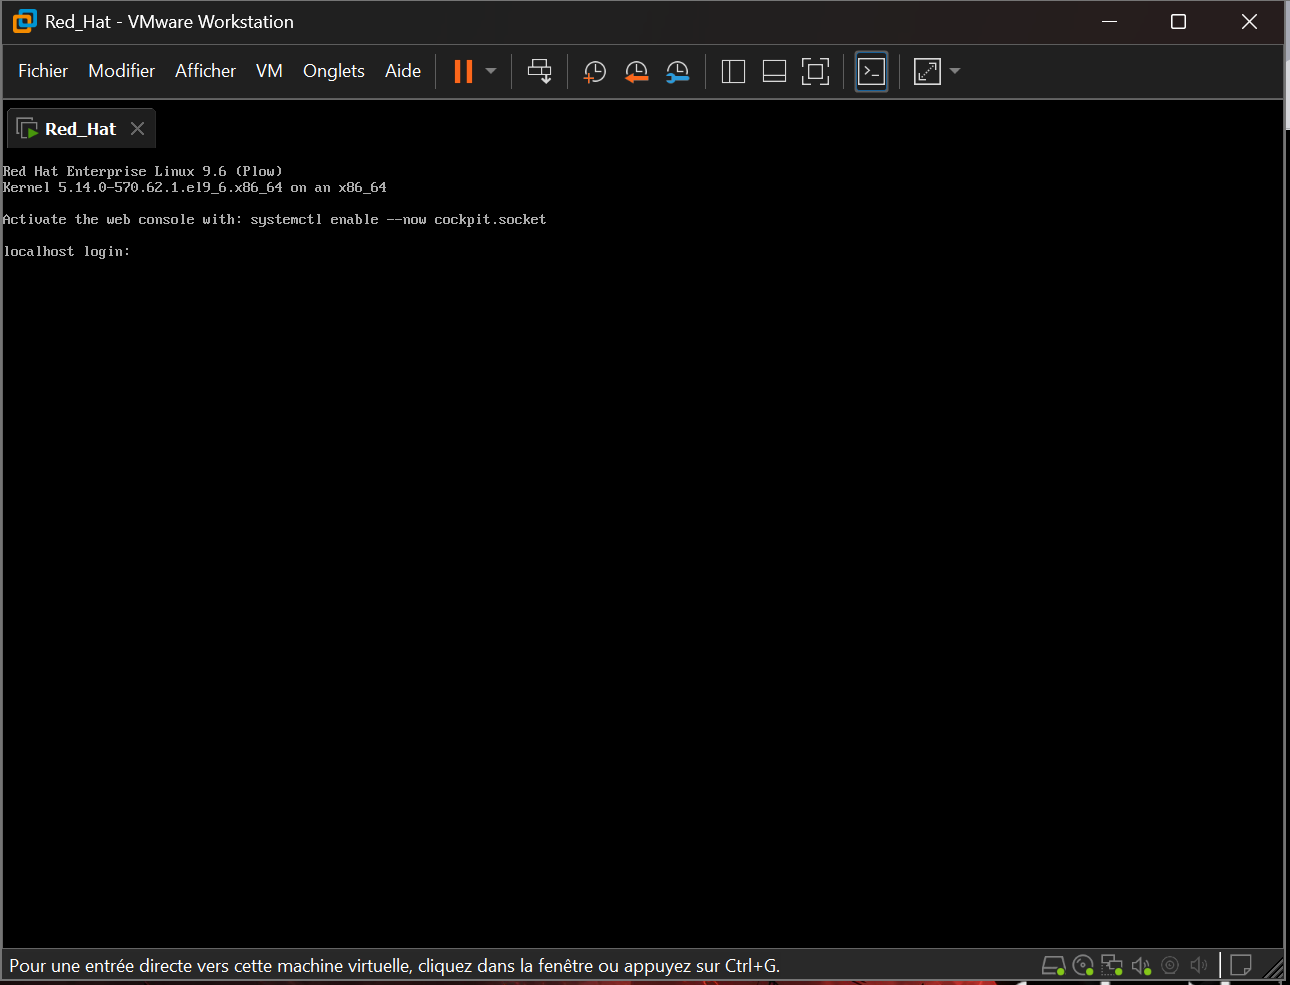 Red_Hat - VMware Workstation
Fichier Modifier Afficher VM Onglets Aide
Red_Hat
Red Hat Enterprise Linux 9.6 (Plow)
Kernel 5.14.0-570.62.1.el9_6.x86_64 on an x86_64
Activate the web console with: systemctl enable --now cockpit.socket
localhost login:
Pour une entrée directe vers cette machine virtuelle, cliquez dans la fenêtre ou appuyez sur Ctrl+G.